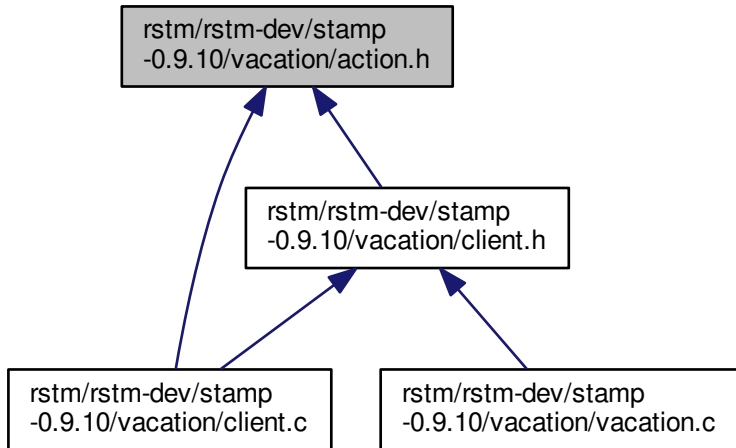 rstm/rstm-dev/stamp
-0.9.10/vacation/action.h
rstm/rstm-dev/stamp
-0.9.10/vacation/client.h
rstm/rstm-dev/stamp
-0.9.10/vacation/client.c
rstm/rstm-dev/stamp
-0.9.10/vacation/vacation.c